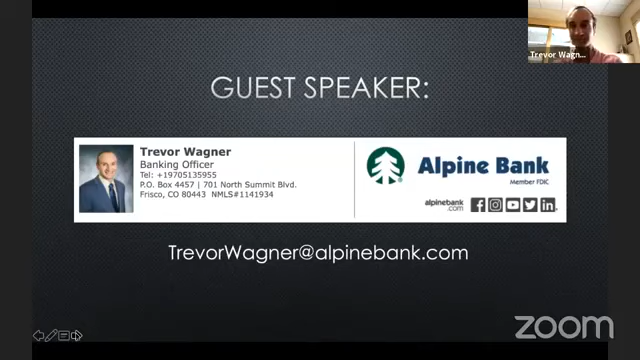 Trevor Wagn...
GUEST SPEAKER:
Trevor Wagner
Banking Officer
Tel: +19705135955
P.O. Box 4457 | 701 North Summit Blvd.
Frisco, CO 80443 NMLS#1141934
Alpine Bank
Member FDIC
alpinebank
.com
TrevorWagner@alpinebank.com
zoom